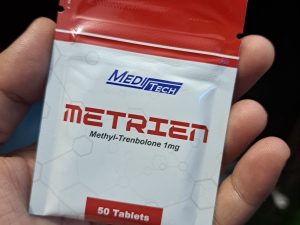 MEDITECH
METRIEN
Methyl-Trenbolone 1mg
50 Tablets